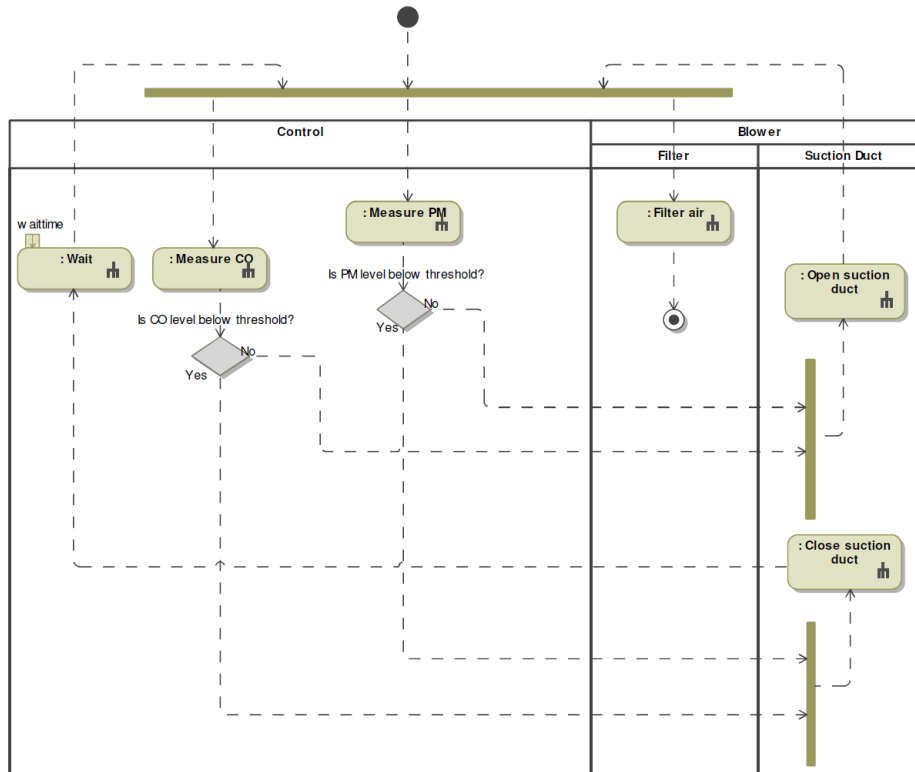 Control
Blower
Filter
Suction Duct
w aittime
: Wait
: Measure CO
: Measure PM
: Filter air
Is PM level below threshold?
No
Yes
: Open suction
duct
Is CO level below threshold?
No
Yes
: Close suction
duct